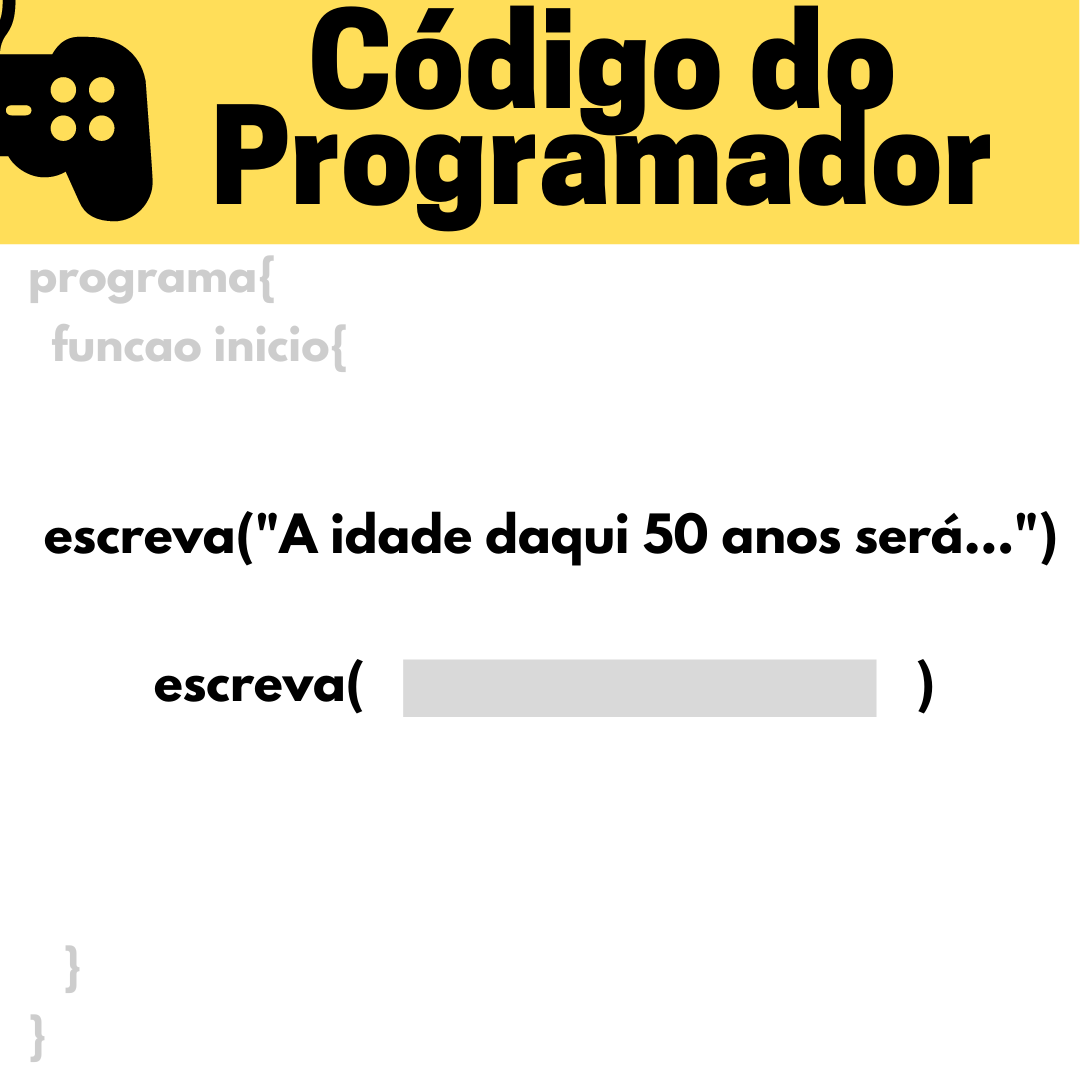 Código do
Programador
programa{
funcao inicio{
escreva("A idade daqui 50 anos será...")
escreva( )
}
}